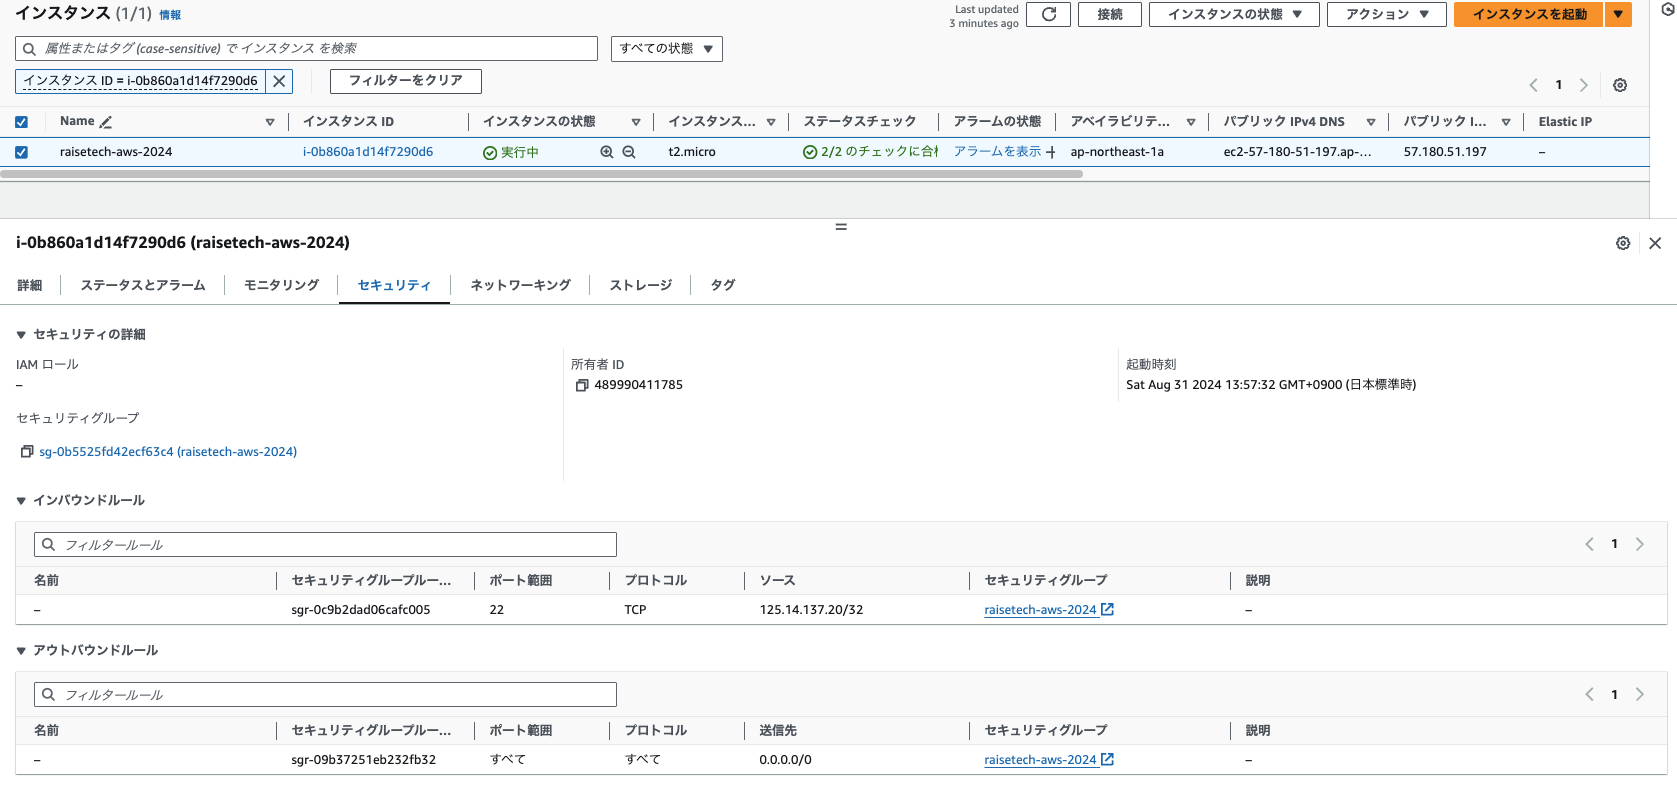 インスタンス (1/1) 情報
Last updated
3 minutes ago
接続
インスタンスの状態
アクション
インスタンスを起動
属性またはタグ (case-sensitive) で インスタンス を検索
すべての状態
インスタンス ID = i-0b860a1d14f7290d6
フィルターをクリア
1
Name インスタンス ID インスタンスの状態 インスタンス... ステータスチェック アラームの状態 アベイラビリテ... パブリック IPv4 DNS パブリック I... Elastic IP
raisetech-aws-2024 i-0b860a1d14f7290d6 実行中 t2.micro 2/2 のチェックに合格 アラームを表示 + ap-northeast-1a ec2-57-180-51-197.ap-... 57.180.51.197 –
i-0b860a1d14f7290d6 (raisetech-aws-2024)
詳細 ステータスとアラーム モニタリング セキュリティ ネットワーキング ストレージ タグ
セキュリティの詳細
IAM ロール 所有者 ID 起動時刻
– 489990411785 Sat Aug 31 2024 13:57:32 GMT+0900 (日本標準時)
セキュリティグループ
sg-0b5525fd42ecf63c4 (raisetech-aws-2024)
インバウンドルール
フィルタールール
1
名前 セキュリティグループルー... ポート範囲 プロトコル ソース セキュリティグループ 説明
– sgr-0c9b2dad06cafc005 22 TCP 125.14.137.20/32 raisetech-aws-2024 –
アウトバウンドルール
フィルタールール
1
名前 セキュリティグループルー... ポート範囲 プロトコル 送信先 セキュリティグループ 説明
– sgr-09b37251eb232fb32 すべて すべて 0.0.0.0/0 raisetech-aws-2024 –